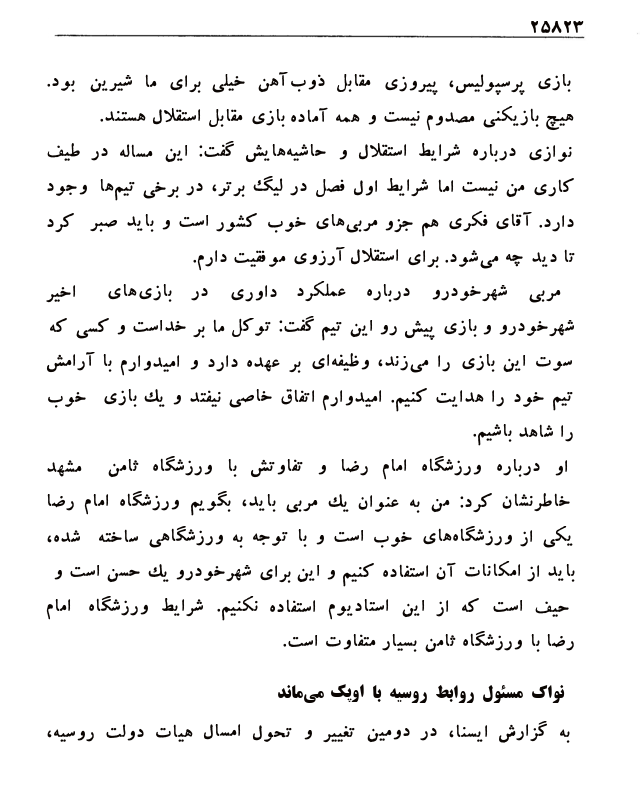 ۲۵۸۲۳
بازی پرسپولیس، پیروزی مقابل ذوب‌آهن خیلی برای ما شیرین بود.
هیچ بازیکنی مصدوم نیست و همه آماده بازی مقابل استقلال هستند.
نوازی درباره شرایط استقلال و حاشیه‌هایش گفت: این مساله در طیف
کاری من نیست اما شرایط اول فصل در لیگ برتر، در برخی تیم‌ها وجود
دارد. آقای فکری هم جزو مربی‌های خوب کشور است و باید صبر کرد
تا دید چه می‌شود. برای استقلال آرزوی موفقیت دارم.
مربی شهرخودرو درباره عملکرد داوری در بازی‌های اخیر
شهرخودرو و بازی پیش رو این تیم گفت: توکل ما بر خداست و کسی که
سوت این بازی را می‌زند، وظیفه‌ای بر عهده دارد و امیدوارم با آرامش
تیم خود را هدایت کنیم. امیدوارم اتفاق خاصی نیفتد و یك بازی خوب
را شاهد باشیم.
او درباره ورزشگاه امام رضا و تفاوتش با ورزشگاه ثامن مشهد
خاطرنشان کرد: من به عنوان یك مربی باید، بگویم ورزشگاه امام رضا
یکی از ورزشگاه‌های خوب است و با توجه به ورزشگاهی ساخته شده،
باید از امکانات آن استفاده کنیم و این برای شهرخودرو یك حسن است و
حیف است که از این استادیوم استفاده نکنیم. شرایط ورزشگاه امام
رضا با ورزشگاه ثامن بسیار متفاوت است.
نواک مسئول روابط روسیه با اوپک می‌ماند
به گزارش ایسنا، در دومین تغییر و تحول امسال هیات دولت روسیه،